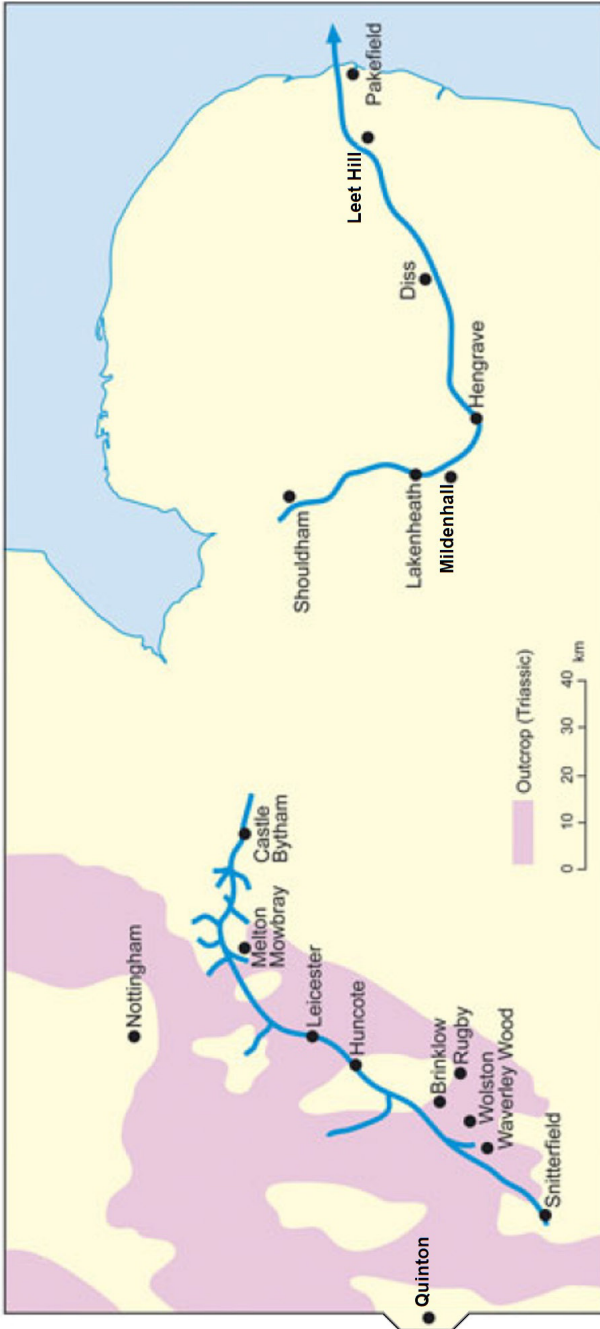 Nottingham
Melton
Mowbray
Castle
Bytham
Leicester
Huncote
Brinklow
Rugby
Wolston
Waverley Wood
Snitterfield
Quinton
Shouldham
Lakenheath
Mildenhall
Hengrave
Diss
Leet Hill
Pakefield
Outcrop (Triassic)
0 10 20 30 40
km